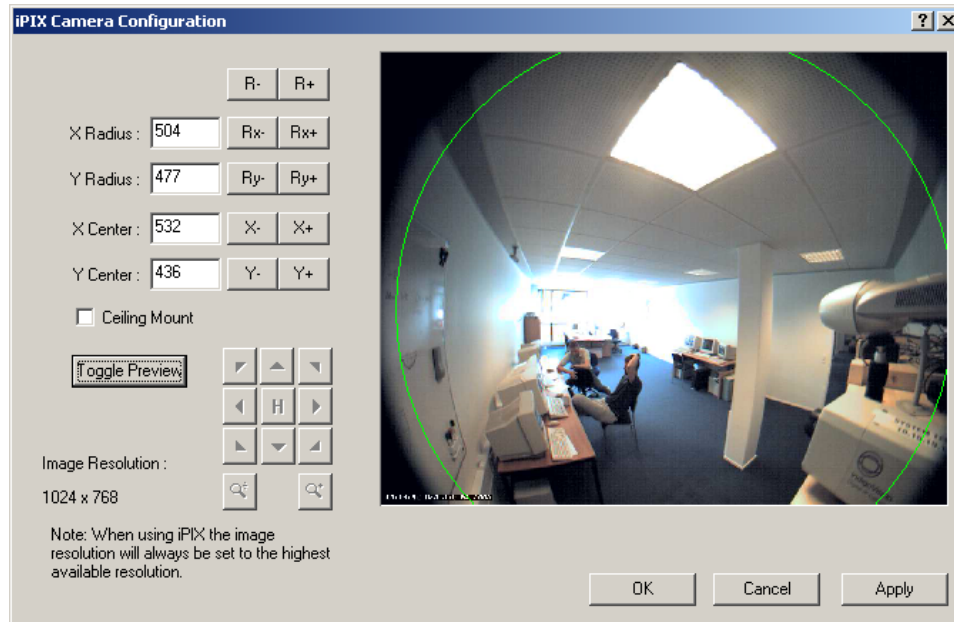 iPIX Camera Configuration
R- R+
X Radius : 504 Rx- Rx+
Y Radius : 477 Ry- Ry+
X Center : 532 X- X+
Y Center : 436 Y- Y+
Ceiling Mount
Toggle Preview
H
Image Resolution :
1024 x 768
Note: When using iPIX the image
resolution will always be set to the highest
available resolution.
SYSTEM
OK Cancel Apply